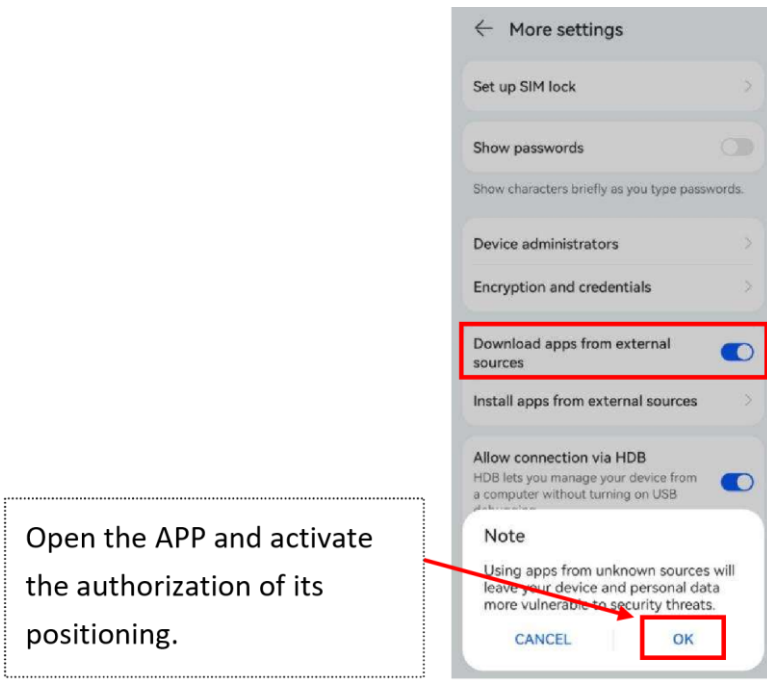 More settings
Set up SIM lock
Show passwords
Show characters briefly as you type passwords.
Device administrators
Encryption and credentials
Download apps from external
sources
Install apps from external sources
Allow connection via HDB
HDB lets you manage your device from
a computer without turning on USB
Note
Using apps from unknown sources will
leave your device and personal data
more vulnerable to security threats.
CANCEL OK
Open the APP and activate
the authorization of its
positioning.